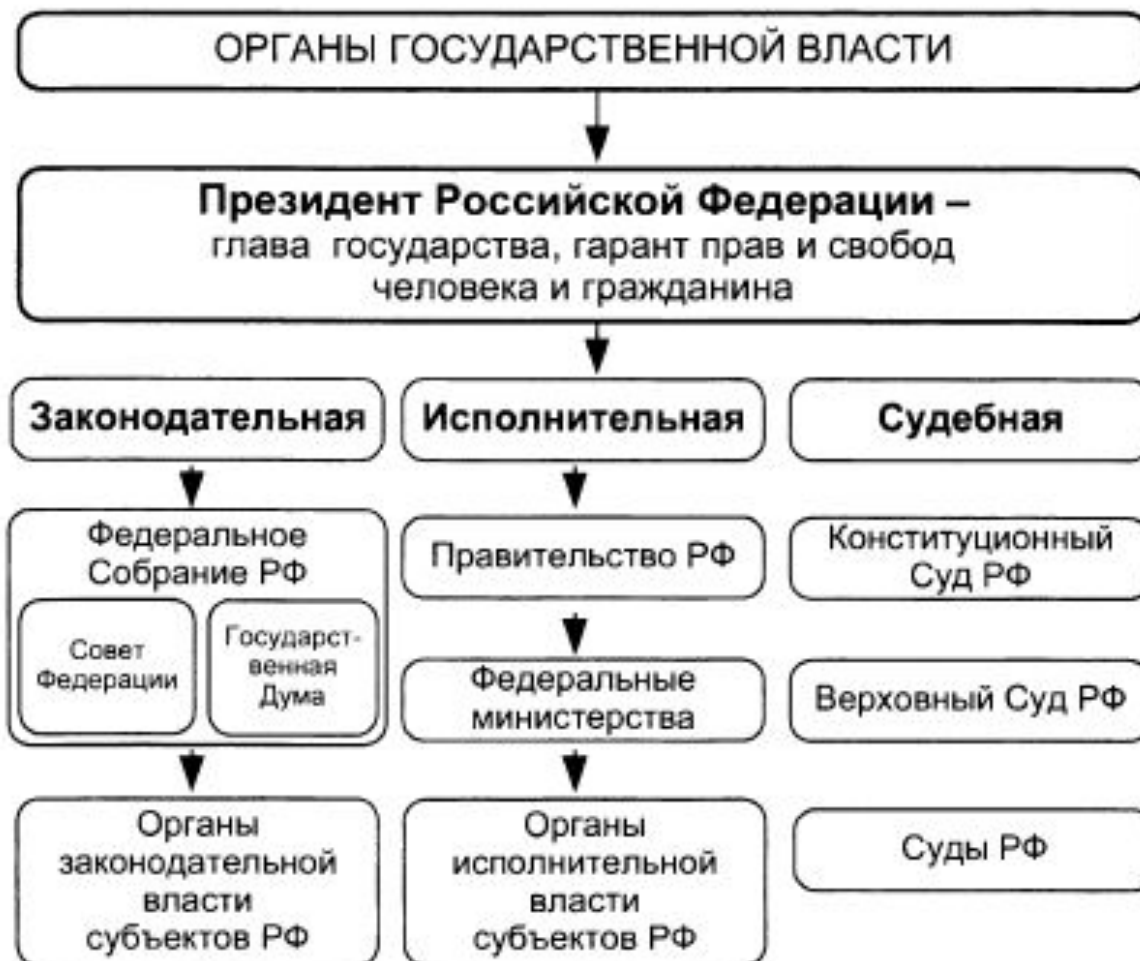 ОРГАНЫ ГОСУДАРСТВЕННОЙ ВЛАСТИ
Президент Российской Федерации –
глава государства, гарант прав и свобод
человека и гражданина
Законодательная
Исполнительная
Судебная
Федеральное
Собрание РФ
Совет
Федерации
Государст-
венная
Дума
Правительство РФ
Конституционный
Суд РФ
Федеральные
министерства
Верховный Суд РФ
Органы
законодательной
власти
субъектов РФ
Органы
исполнительной
власти
субъектов РФ
Суды РФ